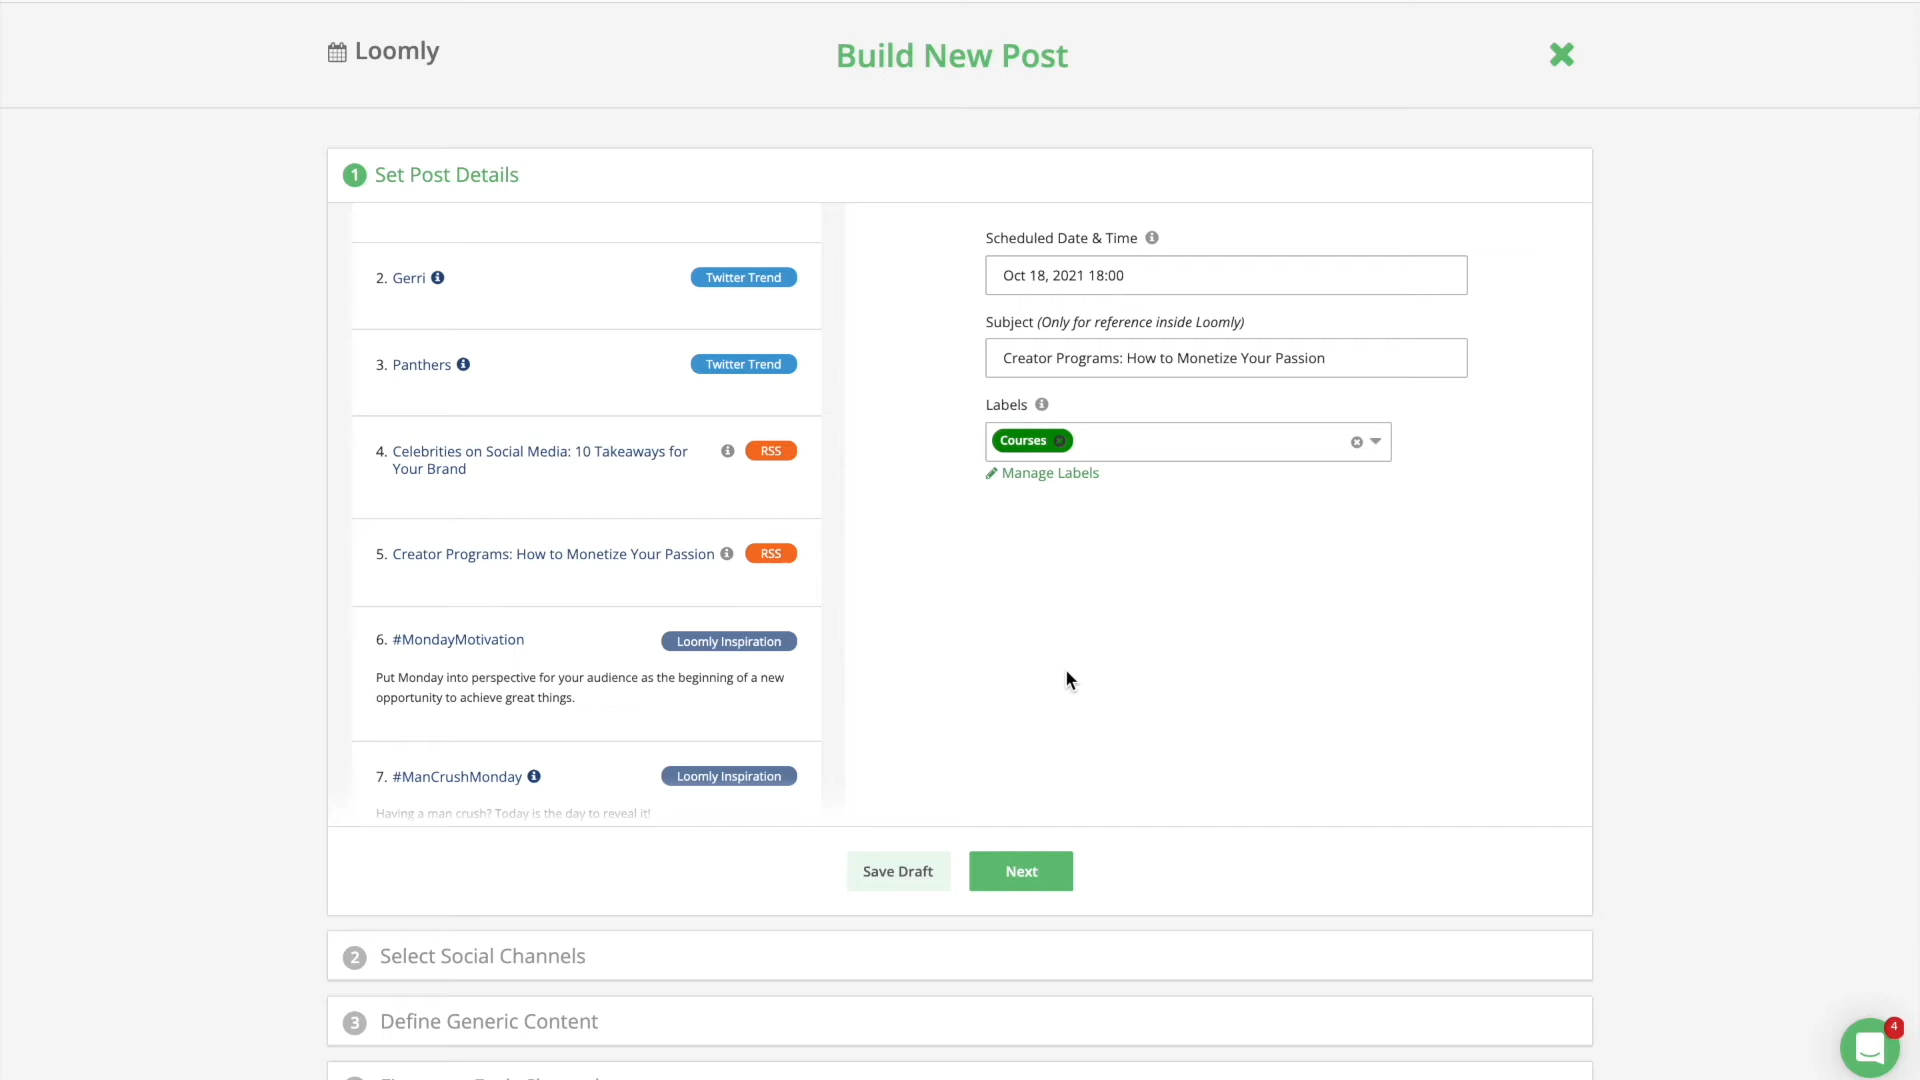 Loomly
Build New Post
1 Set Post Details
2. Gerri
Twitter Trend
3. Panthers
Twitter Trend
4. Celebrities on Social Media: 10 Takeaways for
Your Brand
RSS
5. Creator Programs: How to Monetize Your Passion
RSS
6. #MondayMotivation
Loomly Inspiration
Put Monday into perspective for your audience as the beginning of a new
opportunity to achieve great things.
7. #ManCrushMonday
Loomly Inspiration
Having a man crush? Today is the day to reveal it!
Scheduled Date & Time
Oct 18, 2021 18:00
Subject (Only for reference inside Loomly)
Creator Programs: How to Monetize Your Passion
Labels
Courses
Manage Labels
Save Draft
Next
2 Select Social Channels
3 Define Generic Content
4